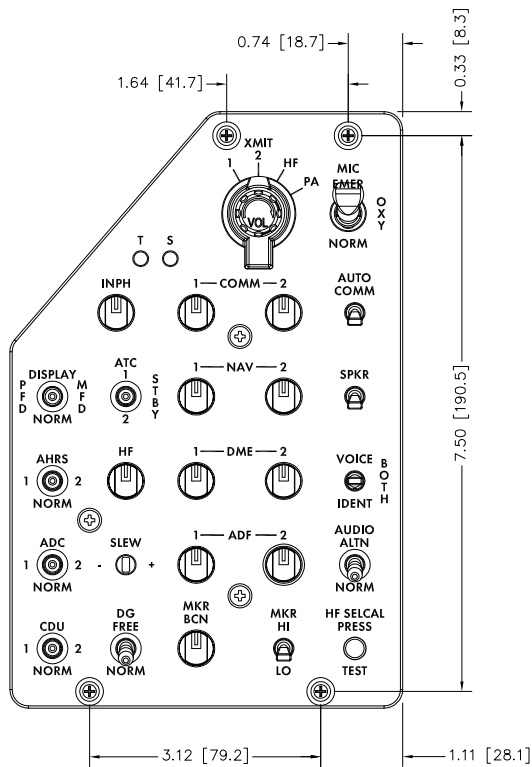 0.74 [18.7]
0.33 [8.3]
1.64 [41.7]
XMIT
1 2 HF PA
VOL
MIC
EMER
OXY
NORM
T S
INPH
1 COMM 2
AUTO
COMM
DISPLAY
PFD
MFD
NORM
ATC
1
STBY
2
1 NAV 2
SPKR
7.50 [190.5]
AHRS
1 2
NORM
HF
1 DME 2
VOICE
BOTH
IDENT
ADC
1 2
NORM
SLEW
- +
1 ADF 2
AUDIO
ALTN
NORM
CDU
1 2
NORM
DG
FREE
NORM
MKR
BCN
MKR
HI
LO
HF SELCAL
PRESS
TEST
3.12 [79.2]
1.11 [28.1]